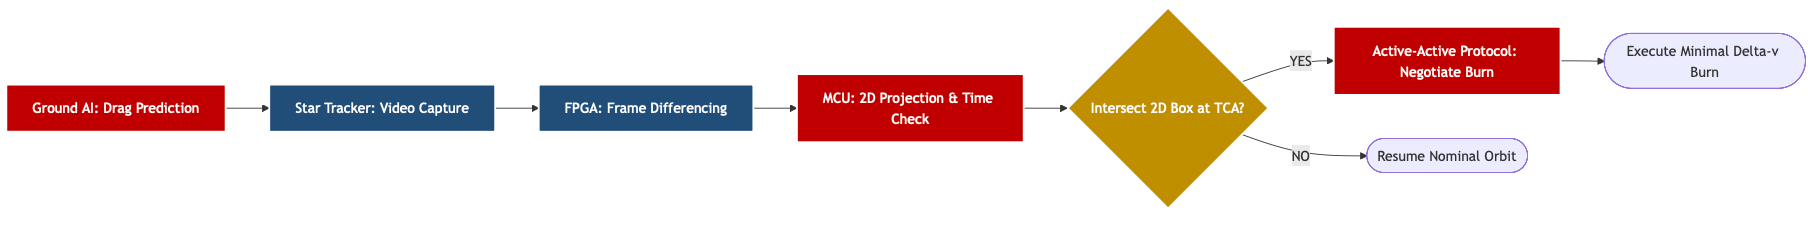 Ground AI: Drag Prediction
Star Tracker: Video Capture
FPGA: Frame Differencing
MCU: 2D Projection & Time
Check
Intersect 2D Box at TCA?
YES
Active-Active Protocol:
Negotiate Burn
Execute Minimal Delta-v
Burn
NO
Resume Nominal Orbit